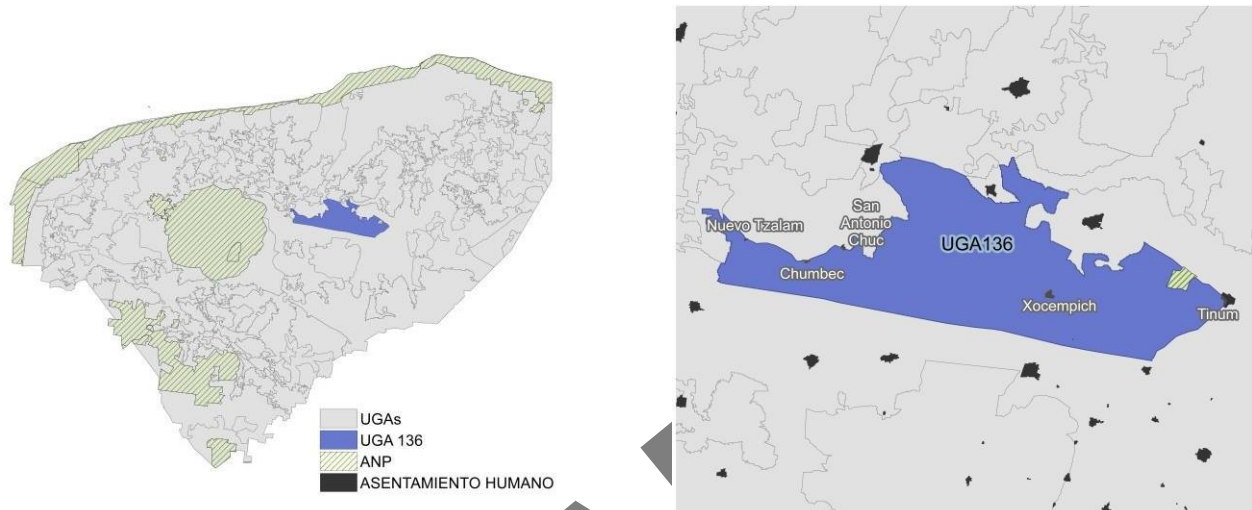 UGAs
UGA 136
ANP
ASENTAMIENTO HUMANO
Nuevo Tzalam
San
Antonio
Chuc
UGA136
Chumbec
Xocempich
Tinum